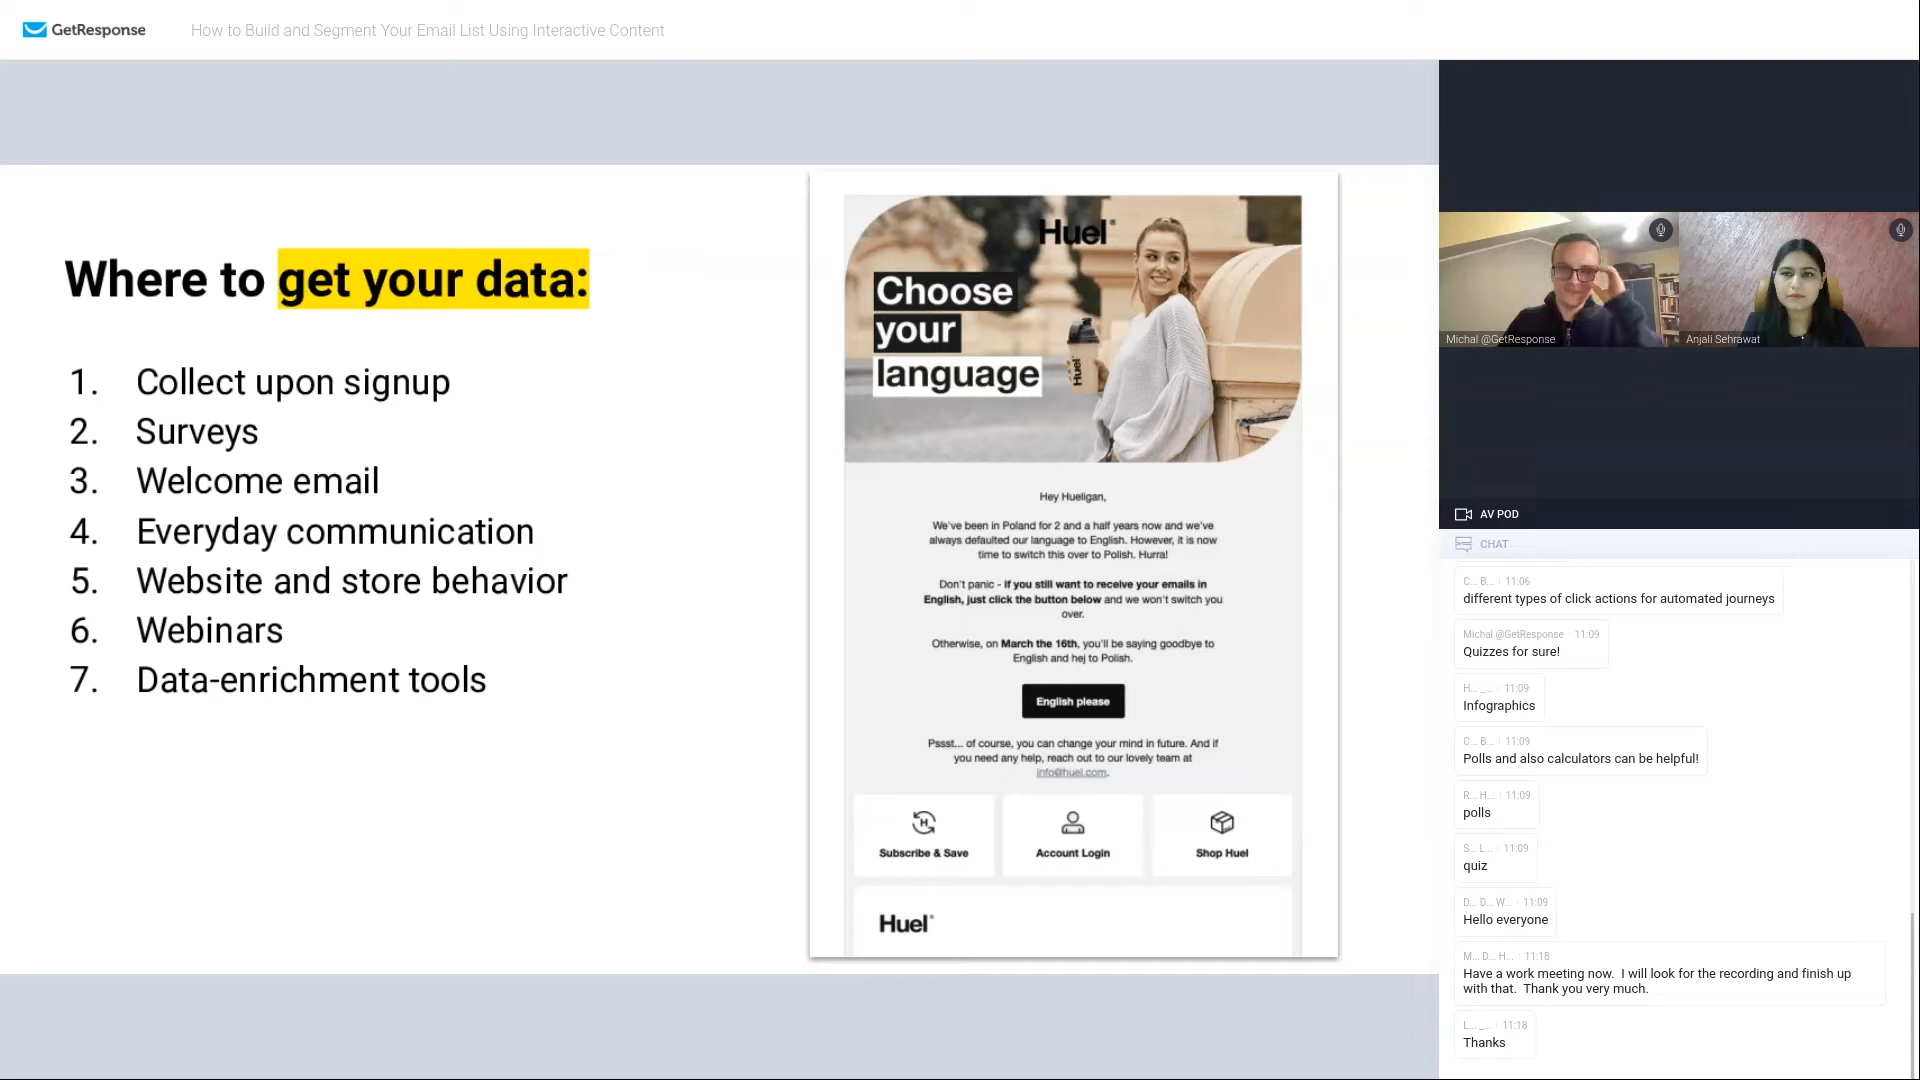 GetResponse
How to Build and Segment Your Email List Using Interactive Content
Where to get your data:
1. Collect upon signup
2. Surveys
3. Welcome email
4. Everyday communication
5. Website and store behavior
6. Webinars
7. Data-enrichment tools
Huel®
Choose
your
language
Huel
Hey Hueligan,
We've been in Poland for 2 and a half years now and we've
always defaulted our language to English. However, it is now
time to switch this over to Polish. Hurra!
Don't panic - if you still want to receive your emails in
English, just click the button below and we won't switch you
over.
Otherwise, on March the 16th, you'll be saying goodbye to
English and hej to Polish.
English please
Pssst... of course, you can change your mind in future. And if
you need any help, reach out to our lovely team at
info@huel.com.
Subscribe & Save
Account Login
Shop Huel
Huel®
Michal @GetResponse
Anjali Sehrawat
AV POD
CHAT
C... B... 11:06
different types of click actions for automated journeys
Michal @GetResponse 11:09
Quizzes for sure!
H... _... 11:09
Infographics
C... B... 11:09
Polls and also calculators can be helpful!
R... H... 11:09
polls
S... L... 11:09
quiz
D... D... W... 11:09
Hello everyone
M... D... H... 11:18
Have a work meeting now. I will look for the recording and finish up
with that. Thank you very much.
L... _... 11:18
Thanks